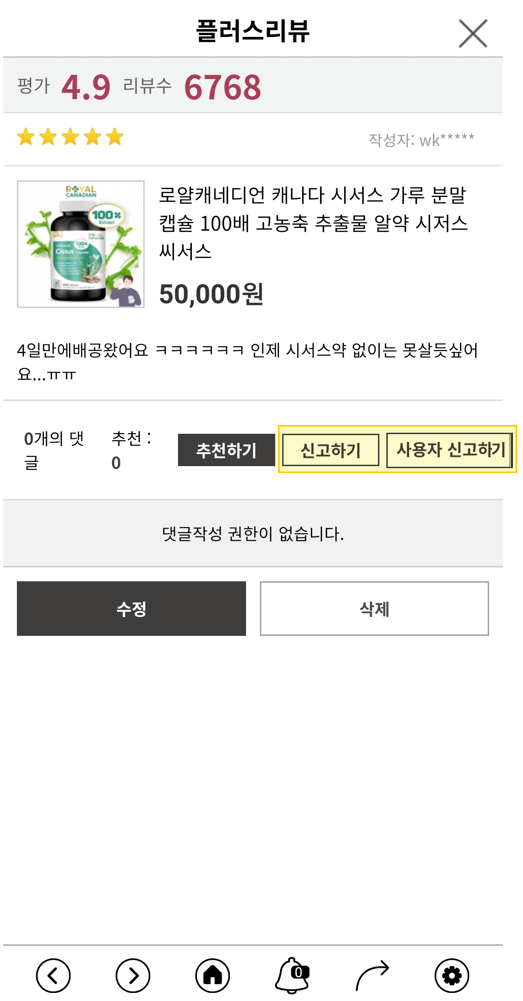 플러스리뷰
평가 4.9 리뷰수 6768
작성자: wk*****
ROYAL
CANADIAN
100%
Extract
Cissus
로얄캐네디언 캐나다 시서스 가루 분말
캡슐 100배 고농축 추출물 알약 시저스
씨서스
50,000원
4일만에배공왔어요 ㅋㅋㅋㅋㅋㅋ 인제 시서스약 없이는 못살듯싶어
요...ㅠㅠ
0개의 댓
글
추천 :
0
추천하기
신고하기
사용자 신고하기
댓글작성 권한이 없습니다.
수정
삭제
0